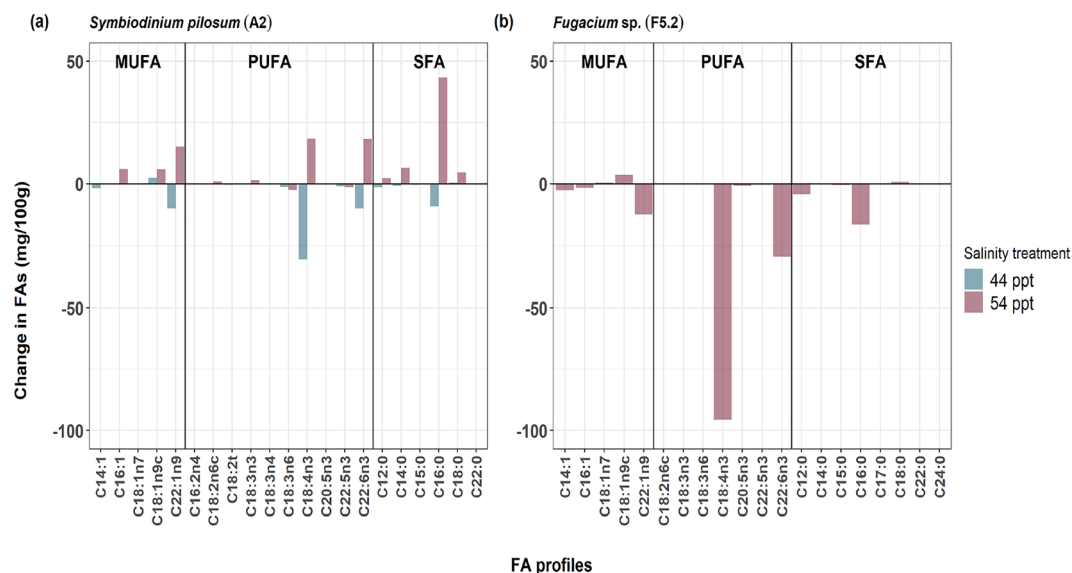 (a) Symbiodinium pilosum (A2)
(b) Fugacium sp. (F5.2)
MUFA PUFA SFA
MUFA PUFA SFA
50
0
-50
-100
50
0
-50
-100
Change in FAs (mg/100g)
C14:1
C16:1
C18:1n7
C18:1n9c
C22:1n9
C16:2n4
C18:2n6c
C18:2t
C18:3n3
C18:3n4
C18:3n6
C18:4n3
C20:5n3
C22:5n3
C22:6n3
C12:0
C14:0
C15:0
C16:0
C18:0
C22:0
C14:1
C16:1
C18:1n7
C18:1n9c
C22:1n9
C18:2n6c
C18:3n3
C18:3n6
C18:4n3
C20:5n3
C22:5n3
C22:6n3
C12:0
C14:0
C15:0
C16:0
C17:0
C18:0
C22:0
C24:0
FA profiles
Salinity treatment
44 ppt
54 ppt